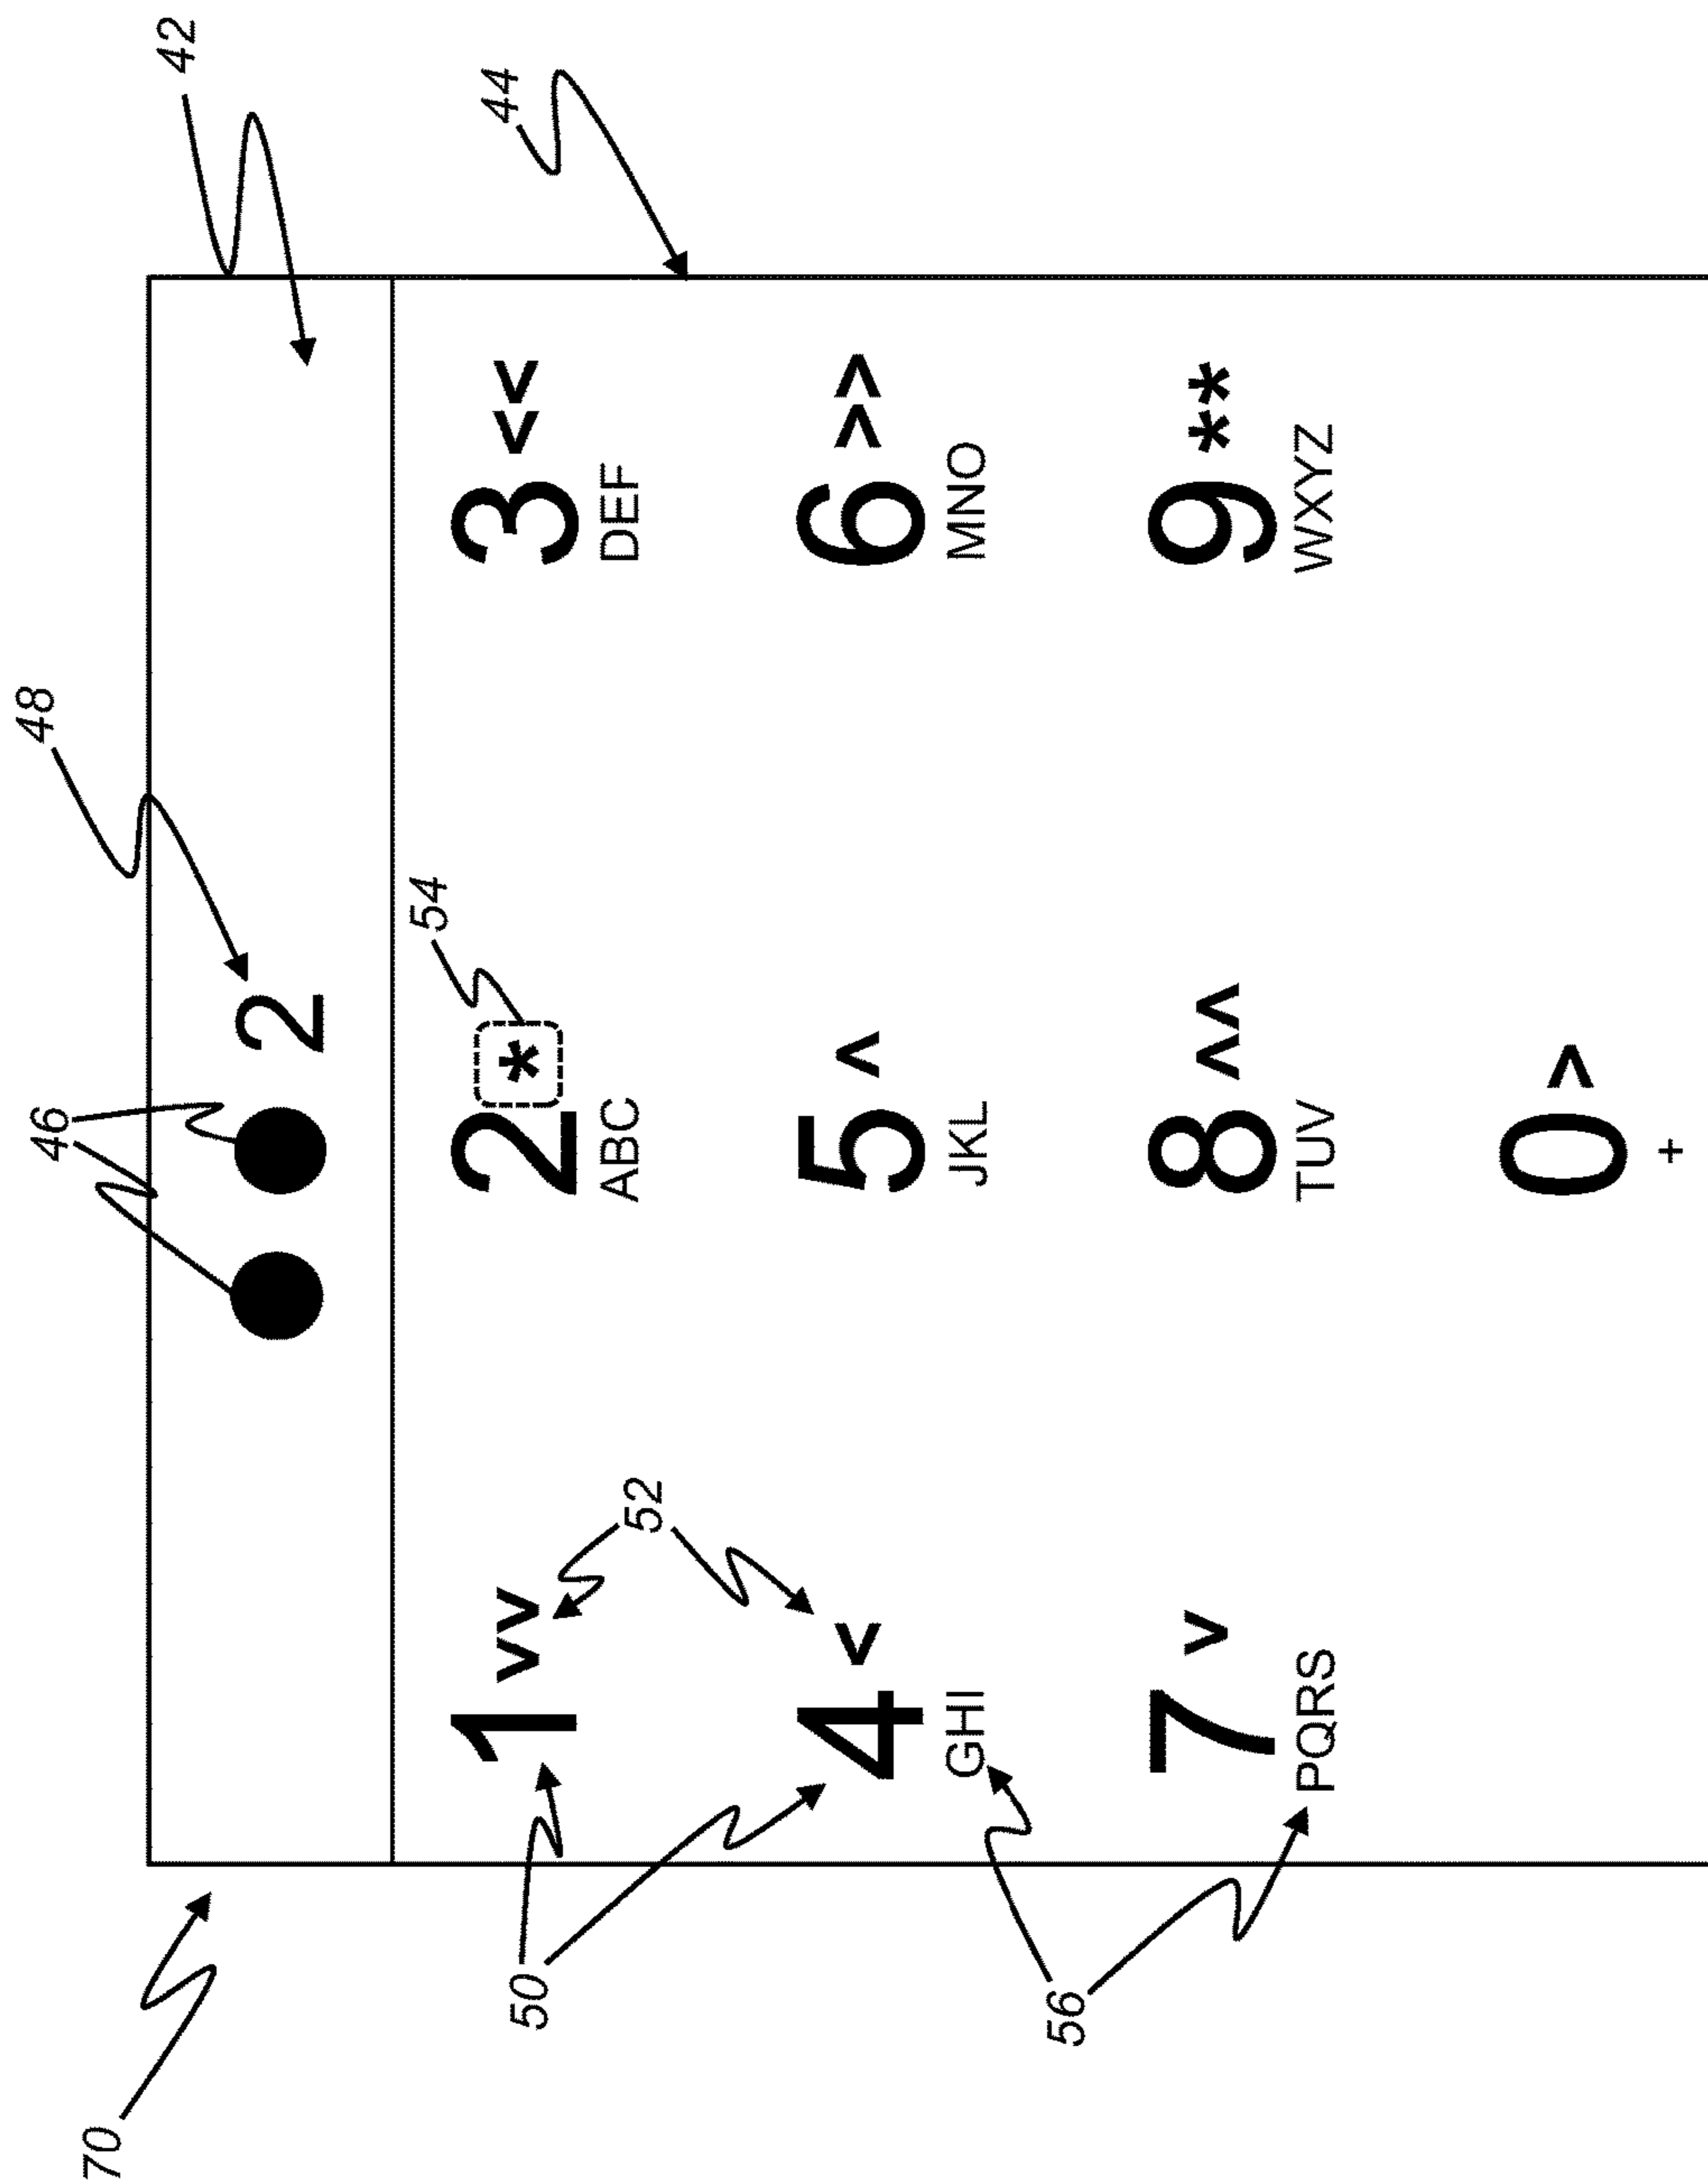 48
46
70
42
2
54
44
50
1 vv 2 * 3 <<
ABC DEF
52
4 < 5 ^ 6 >>
GHI JKL MNO
56
7 v 8 ^^ 9 **
PQRS TUV WXYZ
0 >
+